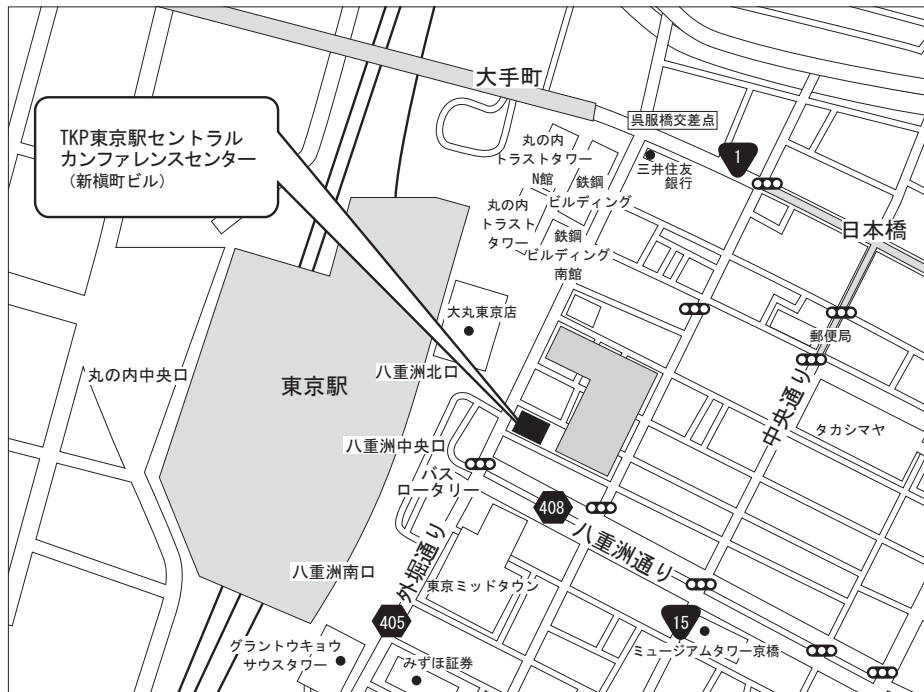 大手町
呉服橋交差点
TKP東京駅セントラル
カンファレンスセンター
（新槇町ビル）
丸の内
トラストタワー
N館
三井住友
銀行
1
鉄鋼
ビルディング
丸の内
トラスト
タワー
日本橋
鉄鋼
ビルディング
南館
大丸東京店
郵便局
丸の内中央口
東京駅
八重洲北口
中央通り
タカシマヤ
八重洲中央口
バス
ロータリー
408
八重洲通り
外堀通り
八重洲南口
東京ミッドタウン
405
15
グラントウキョウ
サウスタワー
みずほ証券
ミュージアムタワー京橋